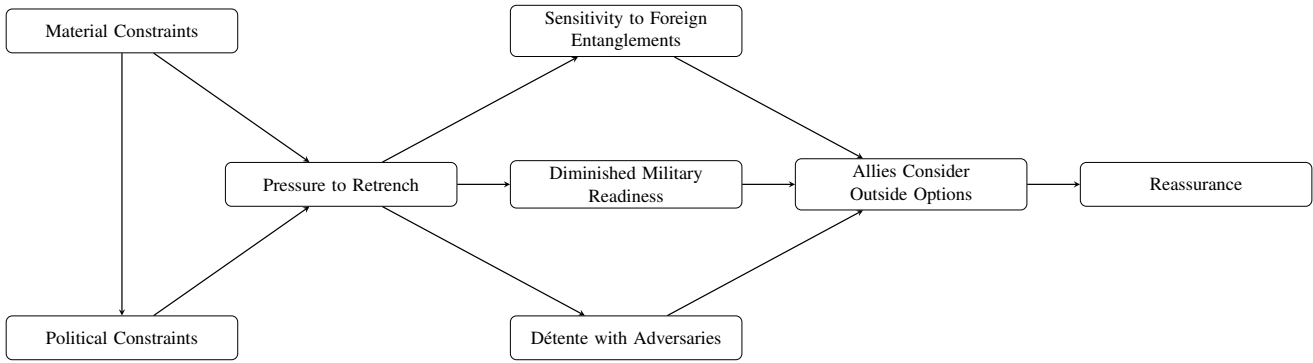 Material Constraints
Sensitivity to Foreign
Entanglements
Pressure to Retrench
Diminished Military
Readiness
Allies Consider
Outside Options
Reassurance
Political Constraints
Détente with Adversaries